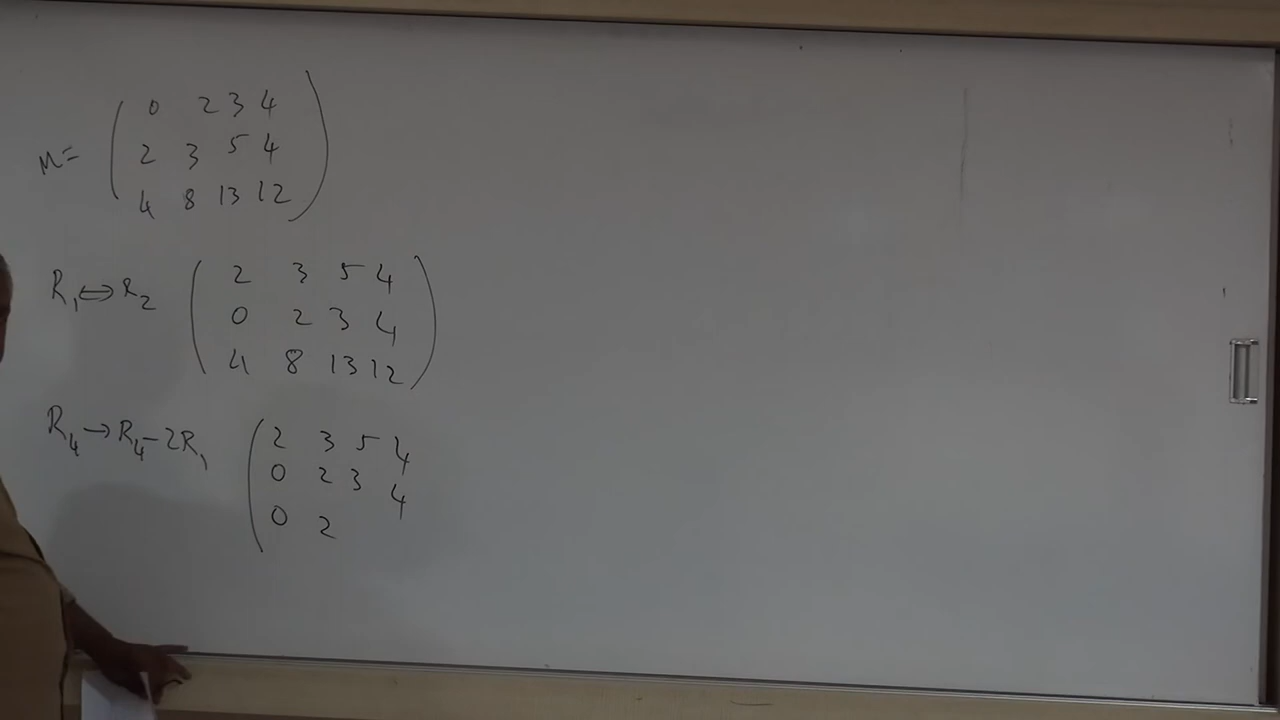 0 2 3 4
M= 2 3 5 4
4 8 13 12
2 3 5 4
R₁⇔R₂ 0 2 3 4
4 8 13 12
R₄→R₄-2R₁ 2 3 5 4
0 2 3 4
0 2